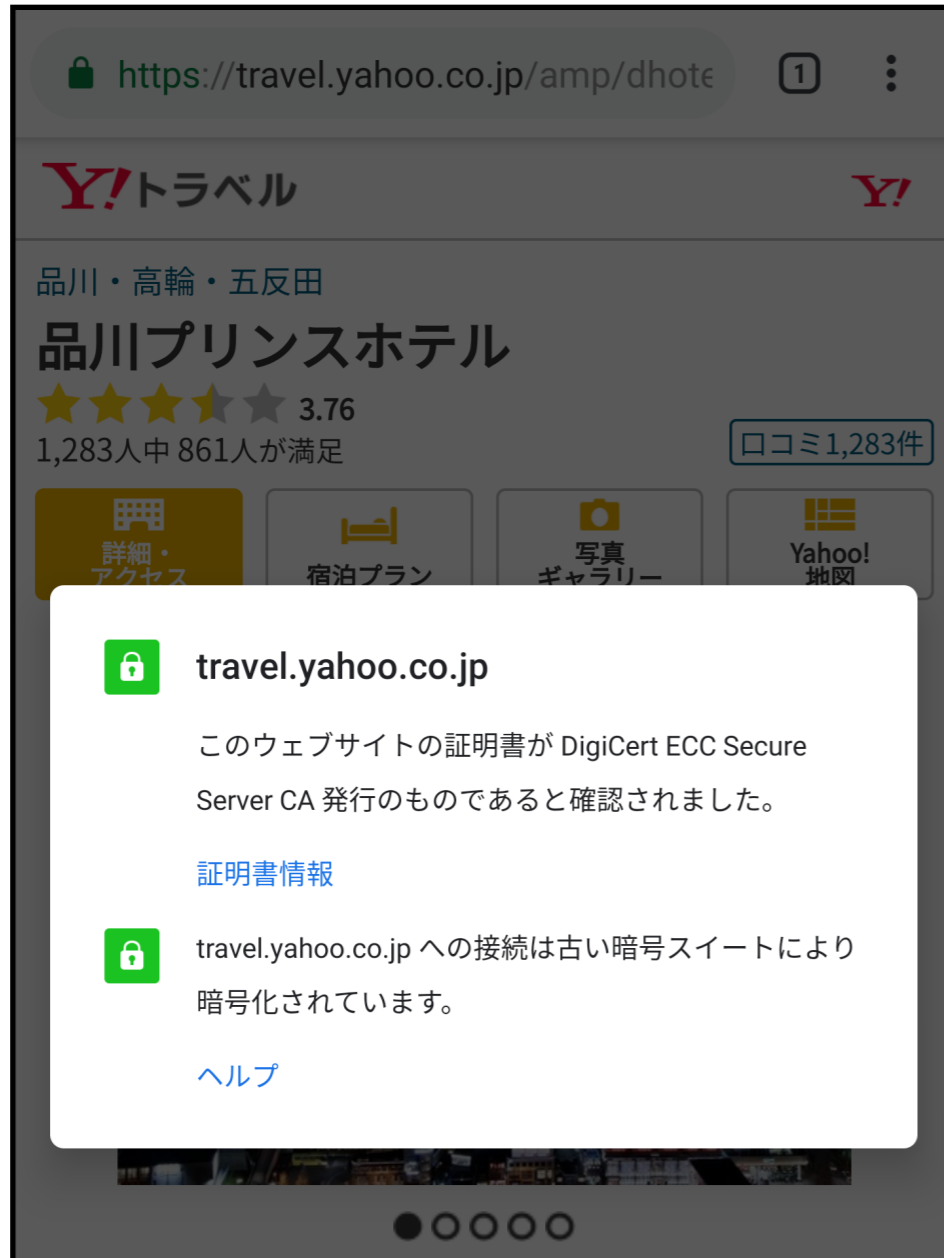 https://travel.yahoo.co.jp/amp/dhote
1
Y!トラベル
Y!
品川・高輪・五反田
品川プリンスホテル
3.76
1,283人中 861人が満足
口コミ1,283件
詳細・
アクセス
宿泊プラン
写真
ギャラリー
Yahoo!
地図
travel.yahoo.co.jp
このウェブサイトの証明書が DigiCert ECC Secure
Server CA 発行のものであると確認されました。
証明書情報
travel.yahoo.co.jp への接続は古い暗号スイートにより
暗号化されています。
ヘルプ